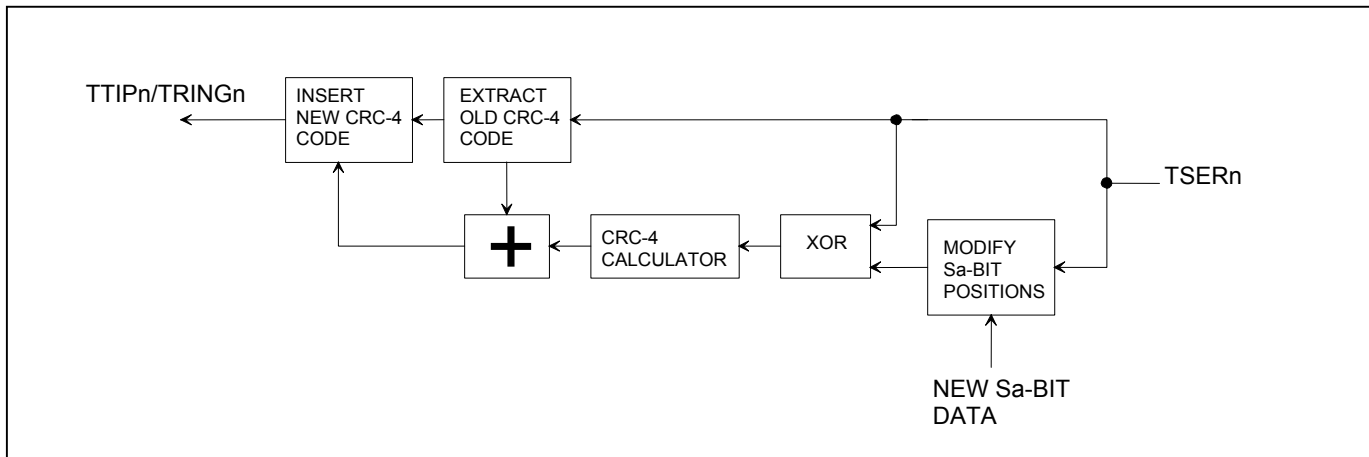 TTIPn/TRINGn
INSERT
NEW CRC-4
CODE
EXTRACT
OLD CRC-4
CODE
TSERn
+
CRC-4
CALCULATOR
XOR
MODIFY
Sa-BIT
POSITIONS
NEW Sa-BIT
DATA